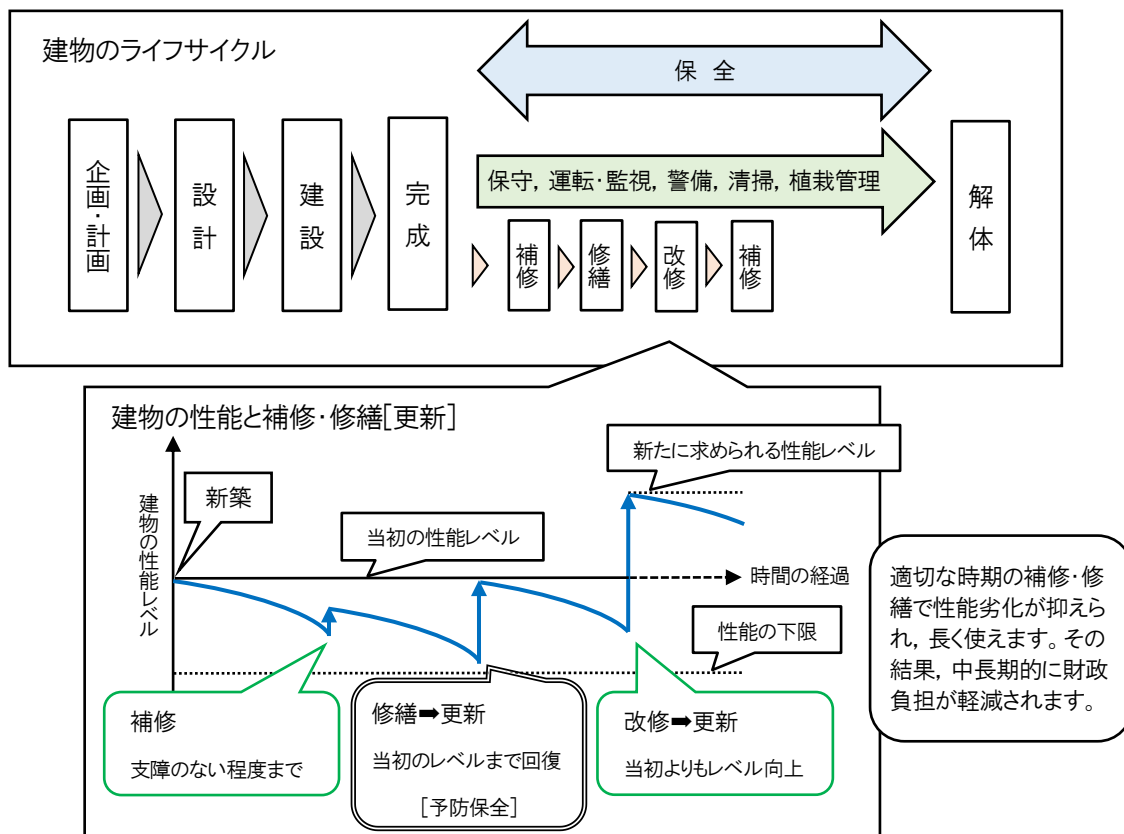 建物のライフサイクル
保 全
企画・計画
設計
建設
完成
保守，運転・監視，警備，清掃，植栽管理
補修
修繕
改修
補修
解体
建物の性能と補修・修繕[更新]
建物の性能レベル
新築
新たに求められる性能レベル
当初の性能レベル
時間の経過
性能の下限
補修
支障のない程度まで
修繕➡更新
当初のレベルまで回復
[予防保全]
改修➡更新
当初よりもレベル向上
適切な時期の補修・修
繕で性能劣化が抑えら
れ，長く使えます。その
結果，中長期的に財政
負担が軽減されます。